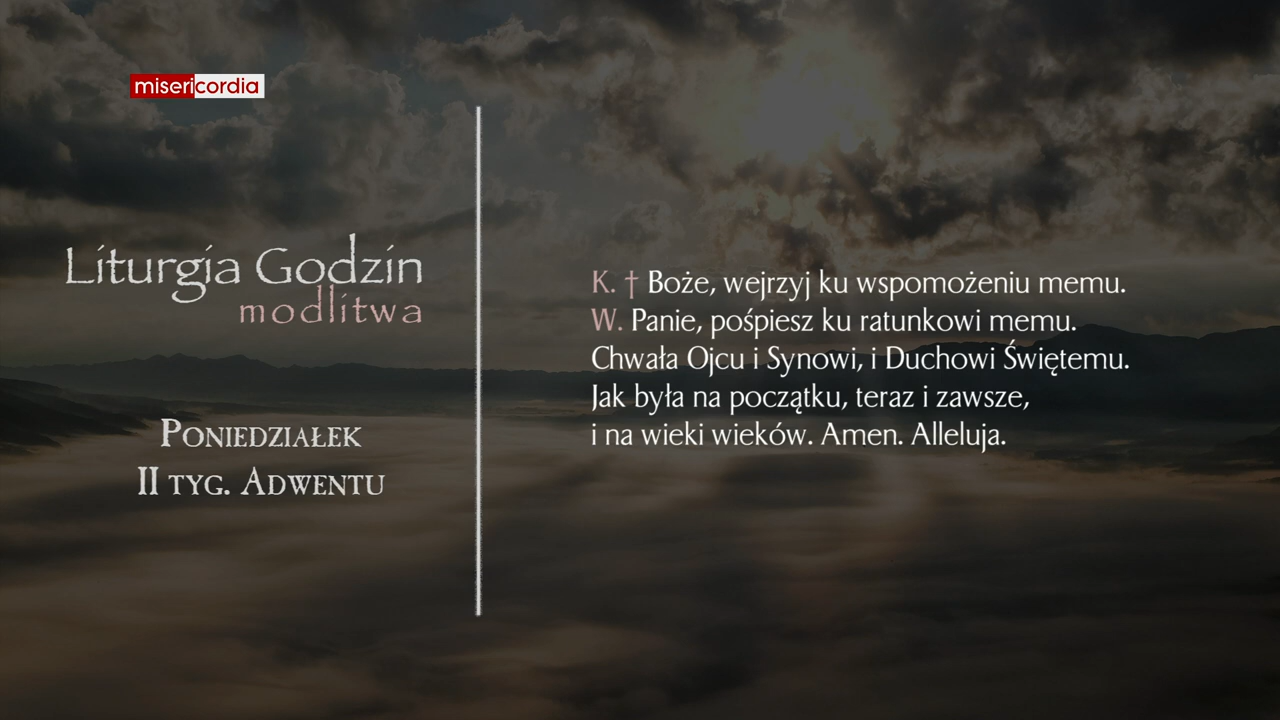 misericordia
Liturgia Godzin
modlitwa
Poniedziałek
II tyg. Adwentu
K. † Boże, wejrzyj ku wspomożeniu memu.
W. Panie, pośpiesz ku ratunkowi memu.
Chwała Ojcu i Synowi, i Duchowi Świętemu.
Jak była na początku, teraz i zawsze,
i na wieki wieków. Amen. Alleluja.